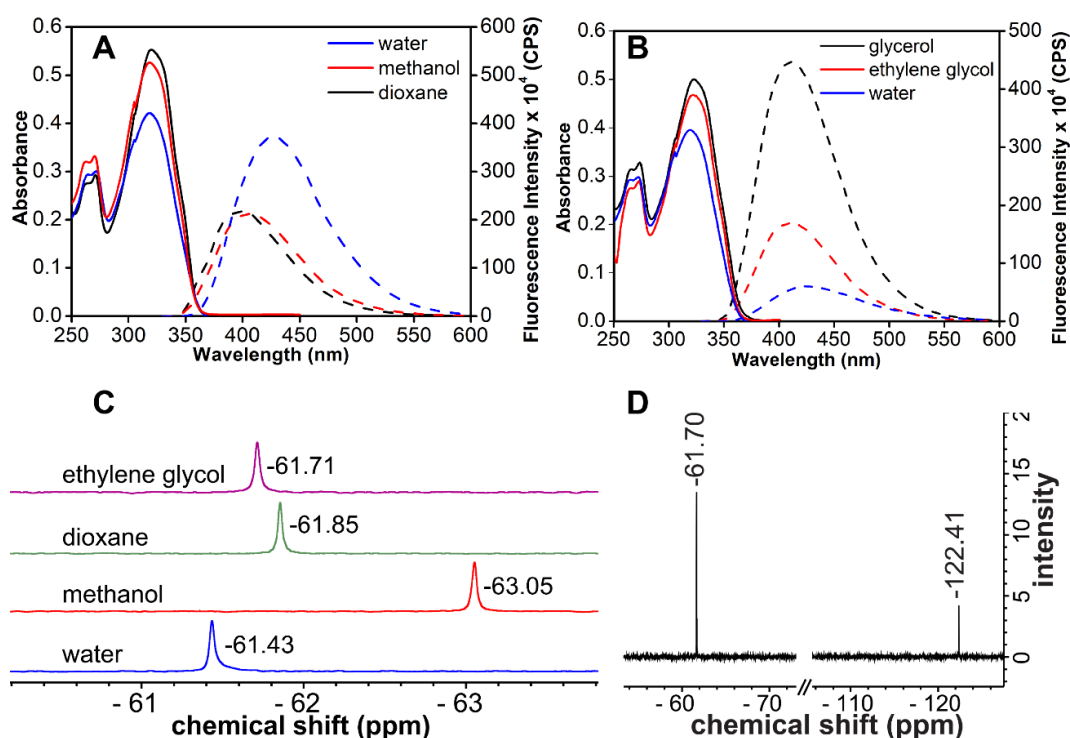 A
water
methanol
dioxane
0.6
0.5
0.4
0.3
0.2
0.1
0.0
Absorbance
600
500
400
300
200
100
0
Fluorescence Intensity x 10⁴ (CPS)
250 300 350 400 450 500 550 600
Wavelength (nm)
B
glycerol
ethylene glycol
water
0.6
0.5
0.4
0.3
0.2
0.1
0.0
Absorbance
500
400
300
200
100
0
Fluorescence Intensity x 10⁴ (CPS)
250 300 350 400 450 500 550 600
Wavelength (nm)
C
ethylene glycol -61.71
dioxane -61.85
methanol -63.05
water -61.43
- 61 - 62 - 63
chemical shift (ppm)
D
-61.70
-122.41
2
15
10
5
0
intensity
- 60 - 70 - 110 - 120
chemical shift (ppm)